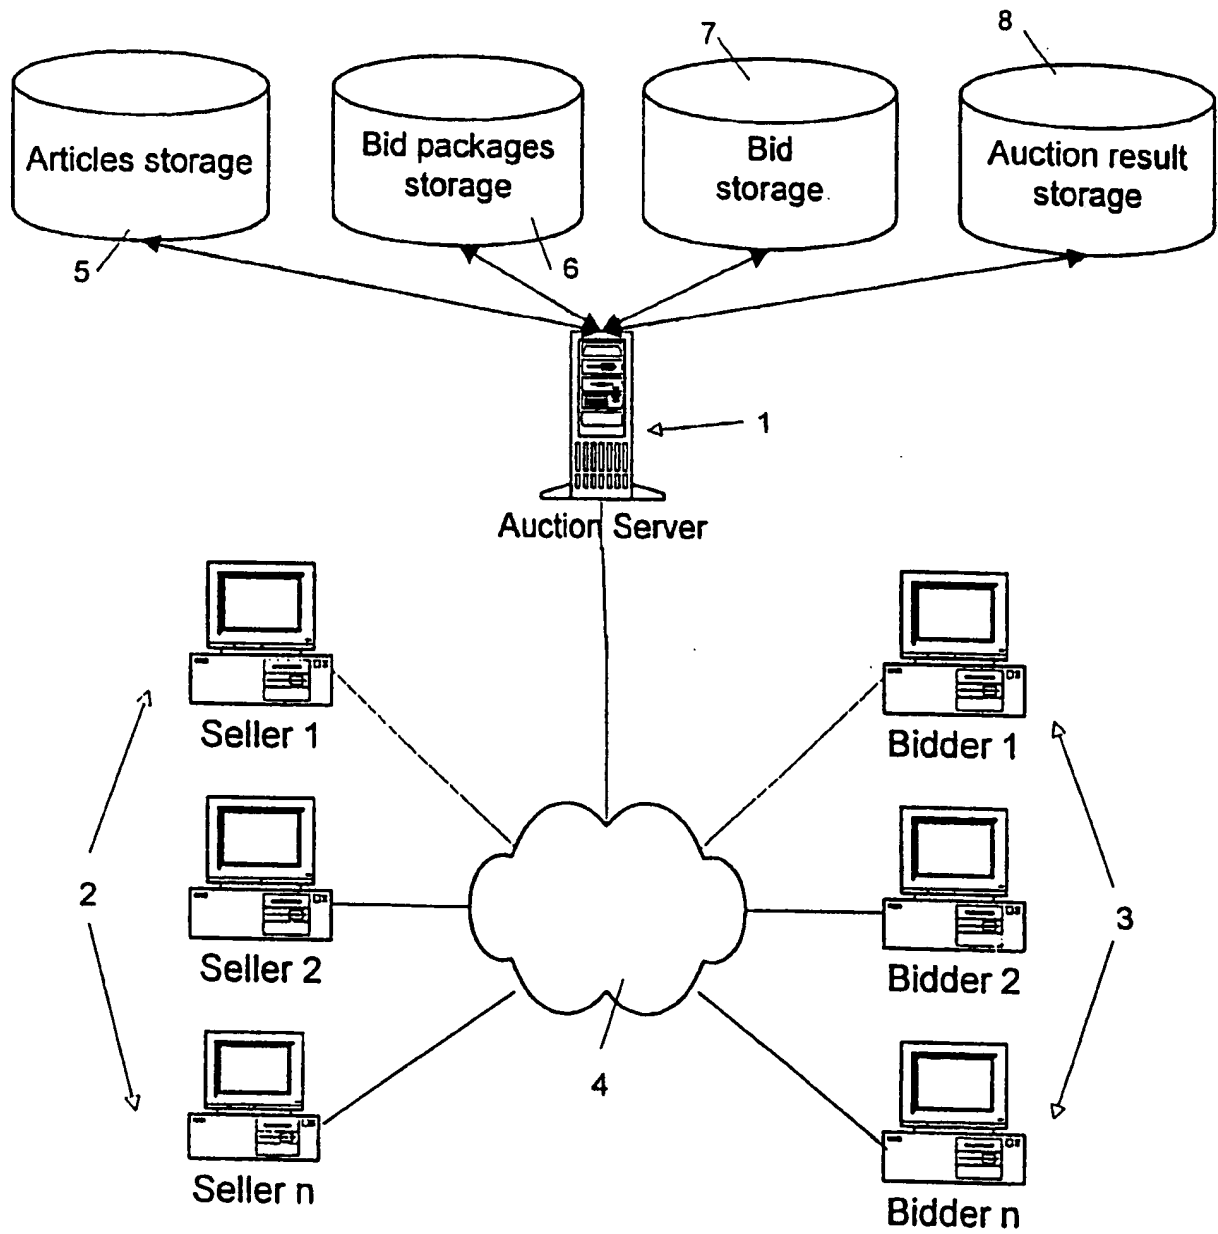 7
8
Articles storage
Bid packages
storage
Bid
storage
Auction result
storage
5
6
1
Auction Server
Seller 1
Bidder 1
2
3
Seller 2
Bidder 2
4
Seller n
Bidder n